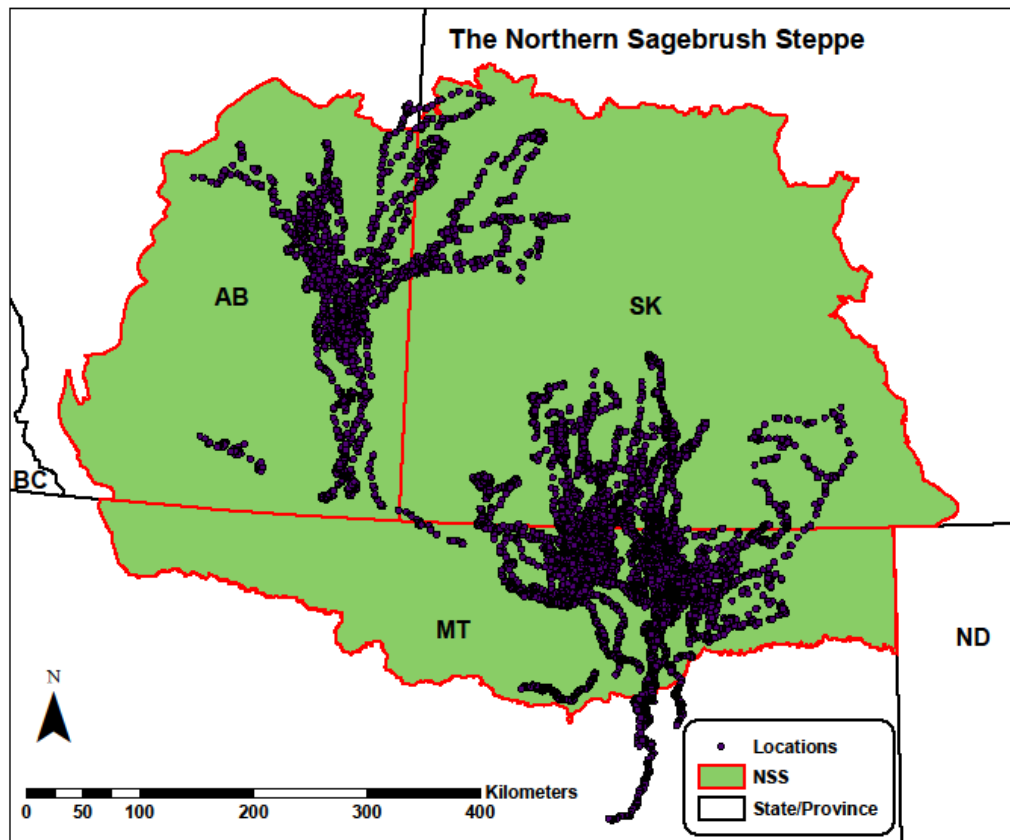 The Northern Sagebrush Steppe
AB
SK
BC
MT
ND
N
Locations
NSS
State/Province
Kilometers
0 50 100 200 300 400